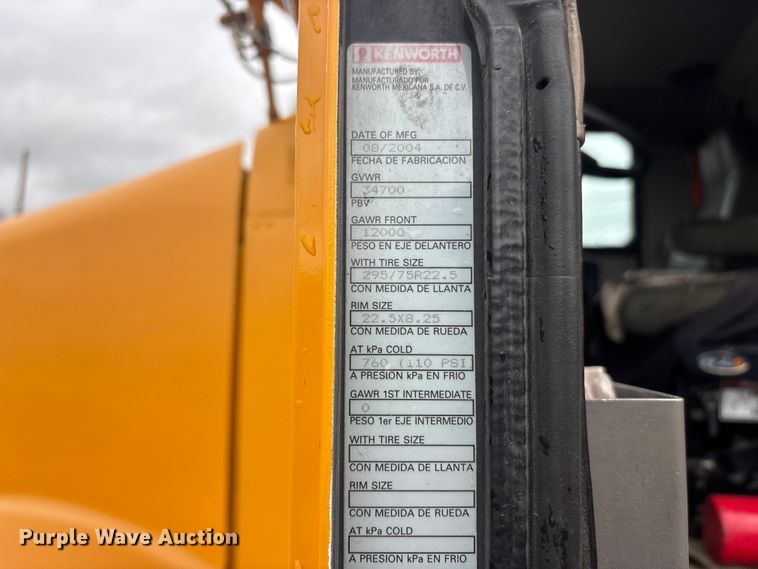 KENWORTH
MANUFACTURED BY:
MANUFACTURADO POR
KENWORTH MEXICANA S.A. DE C.V.
DATE OF MFG
08/2004
FECHA DE FABRICACION
GVWR
34700
PBV
GAWR FRONT
12000
PESO EN EJE DELANTERO
WITH TIRE SIZE
295/75R22.5
CON MEDIDA DE LLANTA
RIM SIZE
22.5X8.25
CON MEDIDA DE RUEDA
AT kPa COLD
760 (110 PSI
A PRESION kPa EN FRIO
GAWR 1ST INTERMEDIATE
0
PESO 1er EJE INTERMEDIO
WITH TIRE SIZE
CON MEDIDA DE LLANTA
RIM SIZE
CON MEDIDA DE RUEDA
AT kPa COLD
A PRESION kPa EN FRIO
Purple Wave Auction